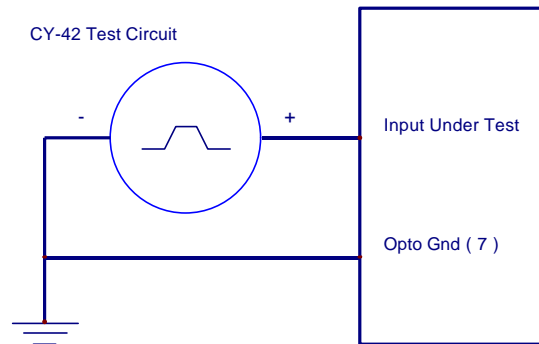 CY-42 Test Circuit
- +
Input Under Test
Opto Gnd ( 7 )